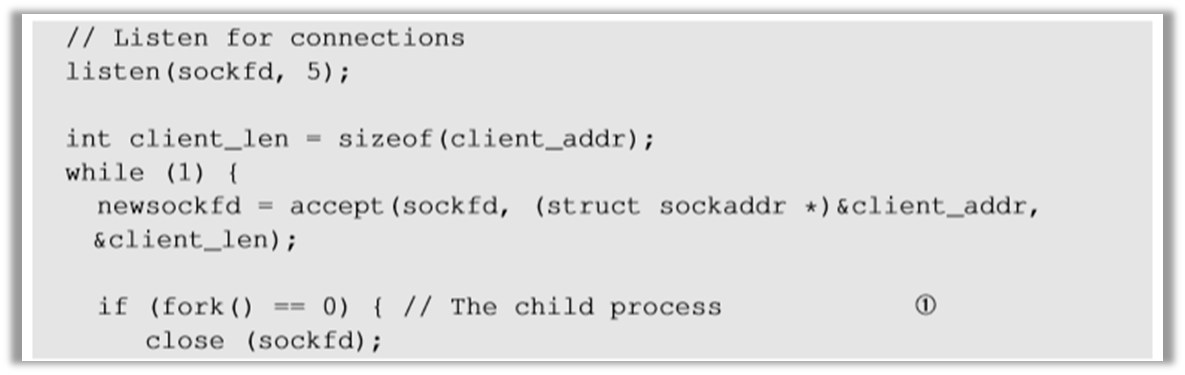 // Listen for connections
listen(sockfd, 5);
int client_len = sizeof(client_addr);
while (1) {
newsockfd = accept(sockfd, (struct sockaddr *)&client_addr,
&client_len);
if (fork() == 0) { // The child process ①
close (sockfd);